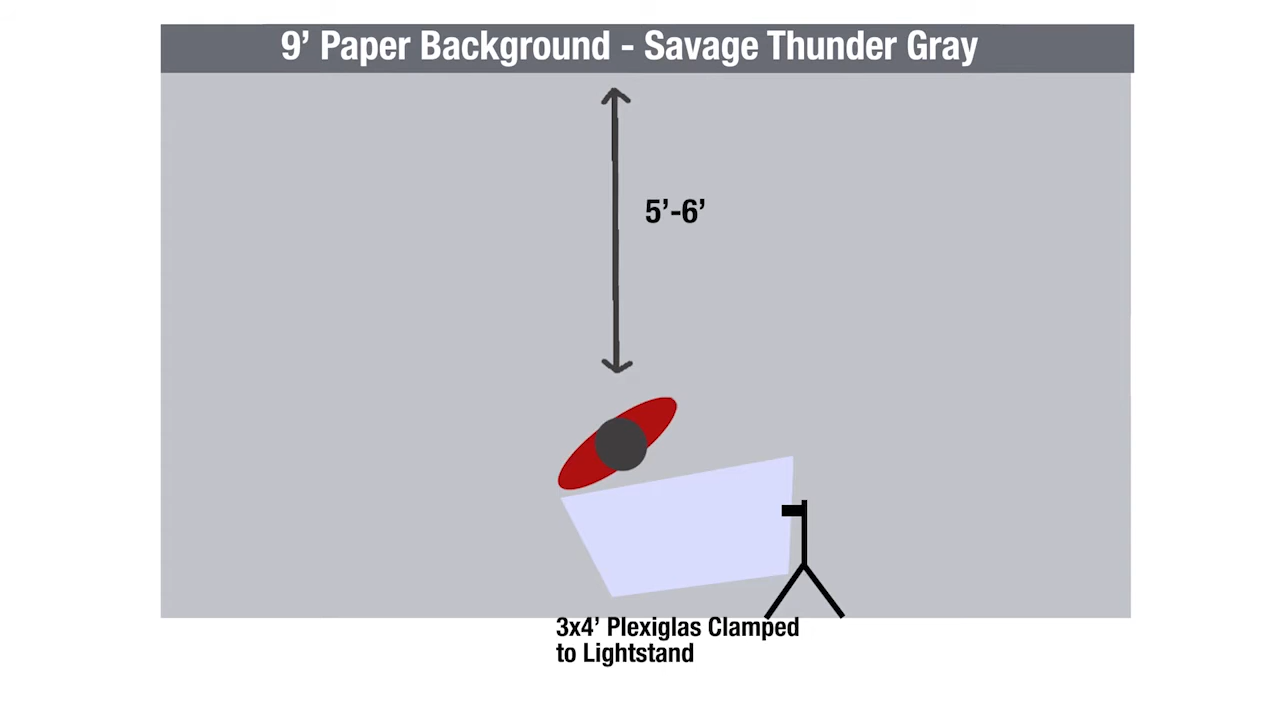 9’ Paper Background - Savage Thunder Gray
5’-6’
3x4’ Plexiglas Clamped
to Lightstand